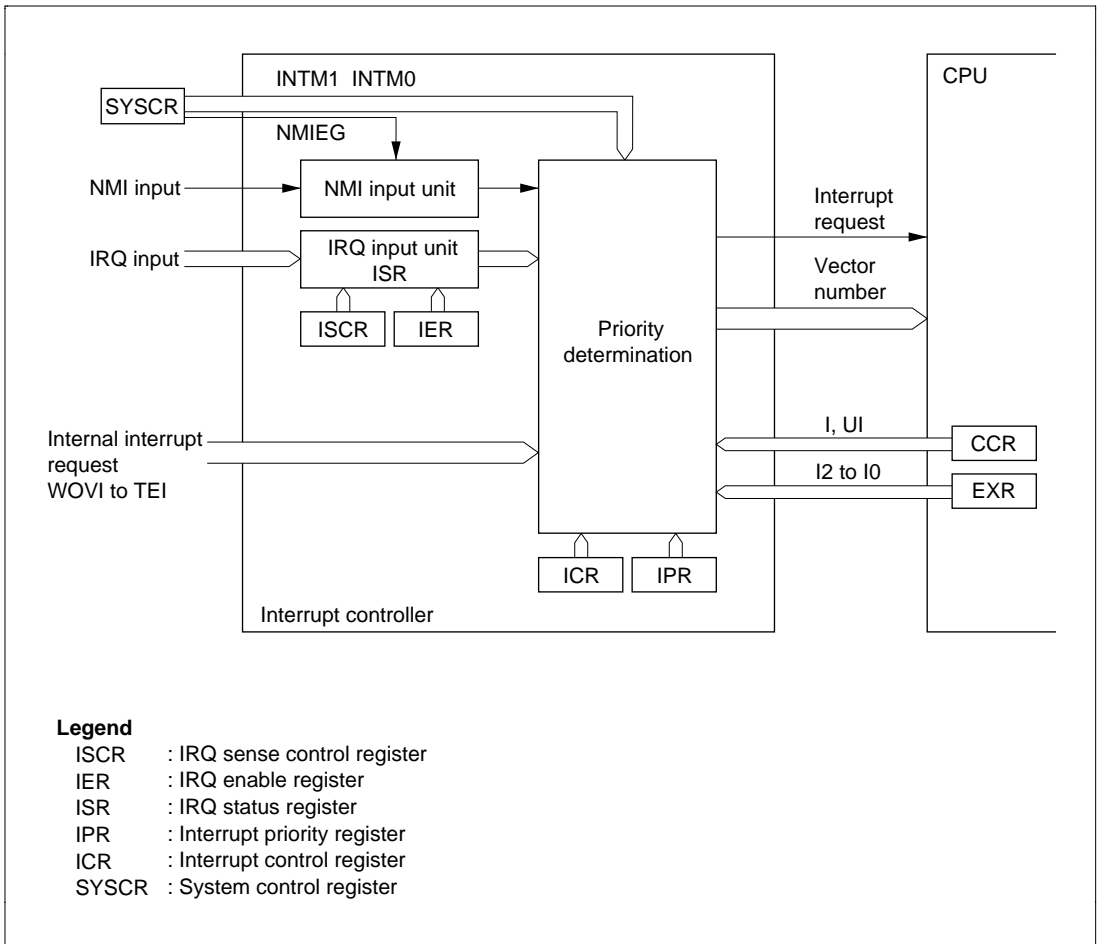 INTM1 INTM0
CPU
SYSCR
NMIEG
NMI input
NMI input unit
Interrupt
request
IRQ input
IRQ input unit
ISR
Vector
number
ISCR
IER
Priority
determination
Internal interrupt
request
WOVI to TEI
I, UI
CCR
I2 to I0
EXR
ICR
IPR
Interrupt controller
Legend
ISCR : IRQ sense control register
IER : IRQ enable register
ISR : IRQ status register
IPR : Interrupt priority register
ICR : Interrupt control register
SYSCR : System control register